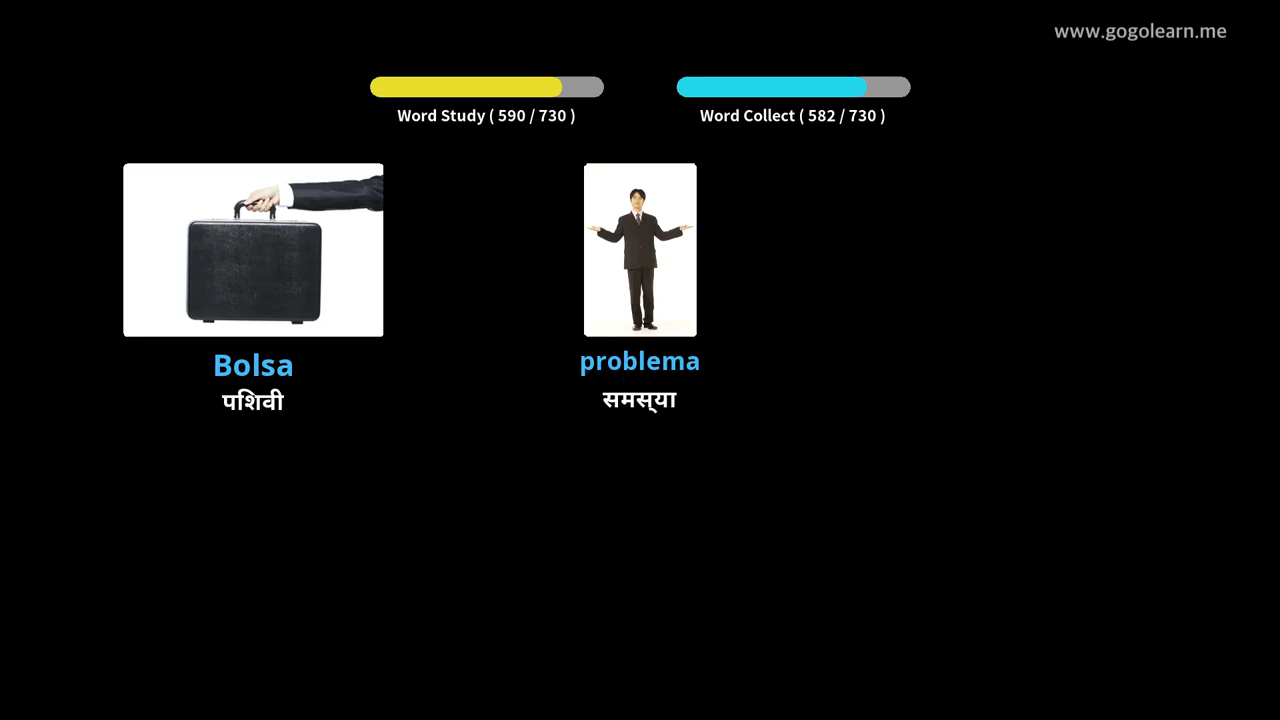 www.gogolearn.me
Word Study ( 590 / 730 )
Word Collect ( 582 / 730 )
Bolsa
पशिवी
problema
समस्‌या